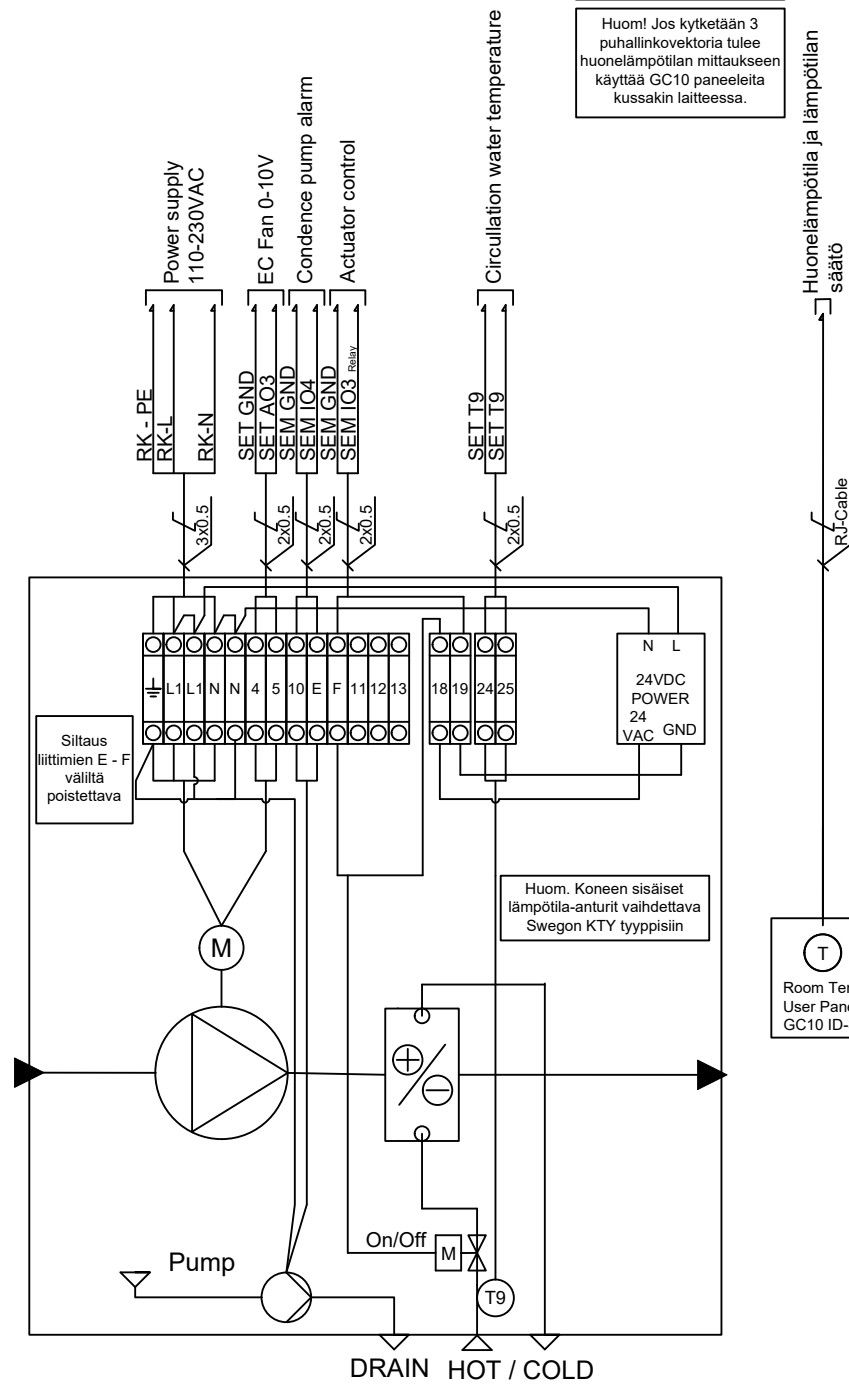 Huom! Jos kytketään 3
puhallinkovektoria tulee
huonelämpötilan mittaukseen
käyttää GC10 paneeleita
kussakin laitteessa.
Power supply
110-230VAC
EC Fan 0-10V
Condence pump alarm
Actuator control
Circullation water temperature
Huonelämpötila ja lämpötilan
säätö
RK - PE
RK-L
RK-N
SET GND
SET AO3
SEM GND
SEM IO4
SEM GND
SEM IO3 Relay
SET T9
SET T9
3x0.5
2x0.5
2x0.5
2x0.5
2x0.5
RJ-Cable
L1 L1 N N 4 5 10 E F 11 12 13
18 19
24 25
N L
24VDC
POWER
24
VAC GND
Siltaus
liittimien E - F
väliltä
poistettava
Huom. Koneen sisäiset
lämpötila-anturit vaihdettava
Swegon KTY tyyppisiin
M
T
Room
User
GC10
On/Off
M
Pump
T9
DRAIN HOT / COLD